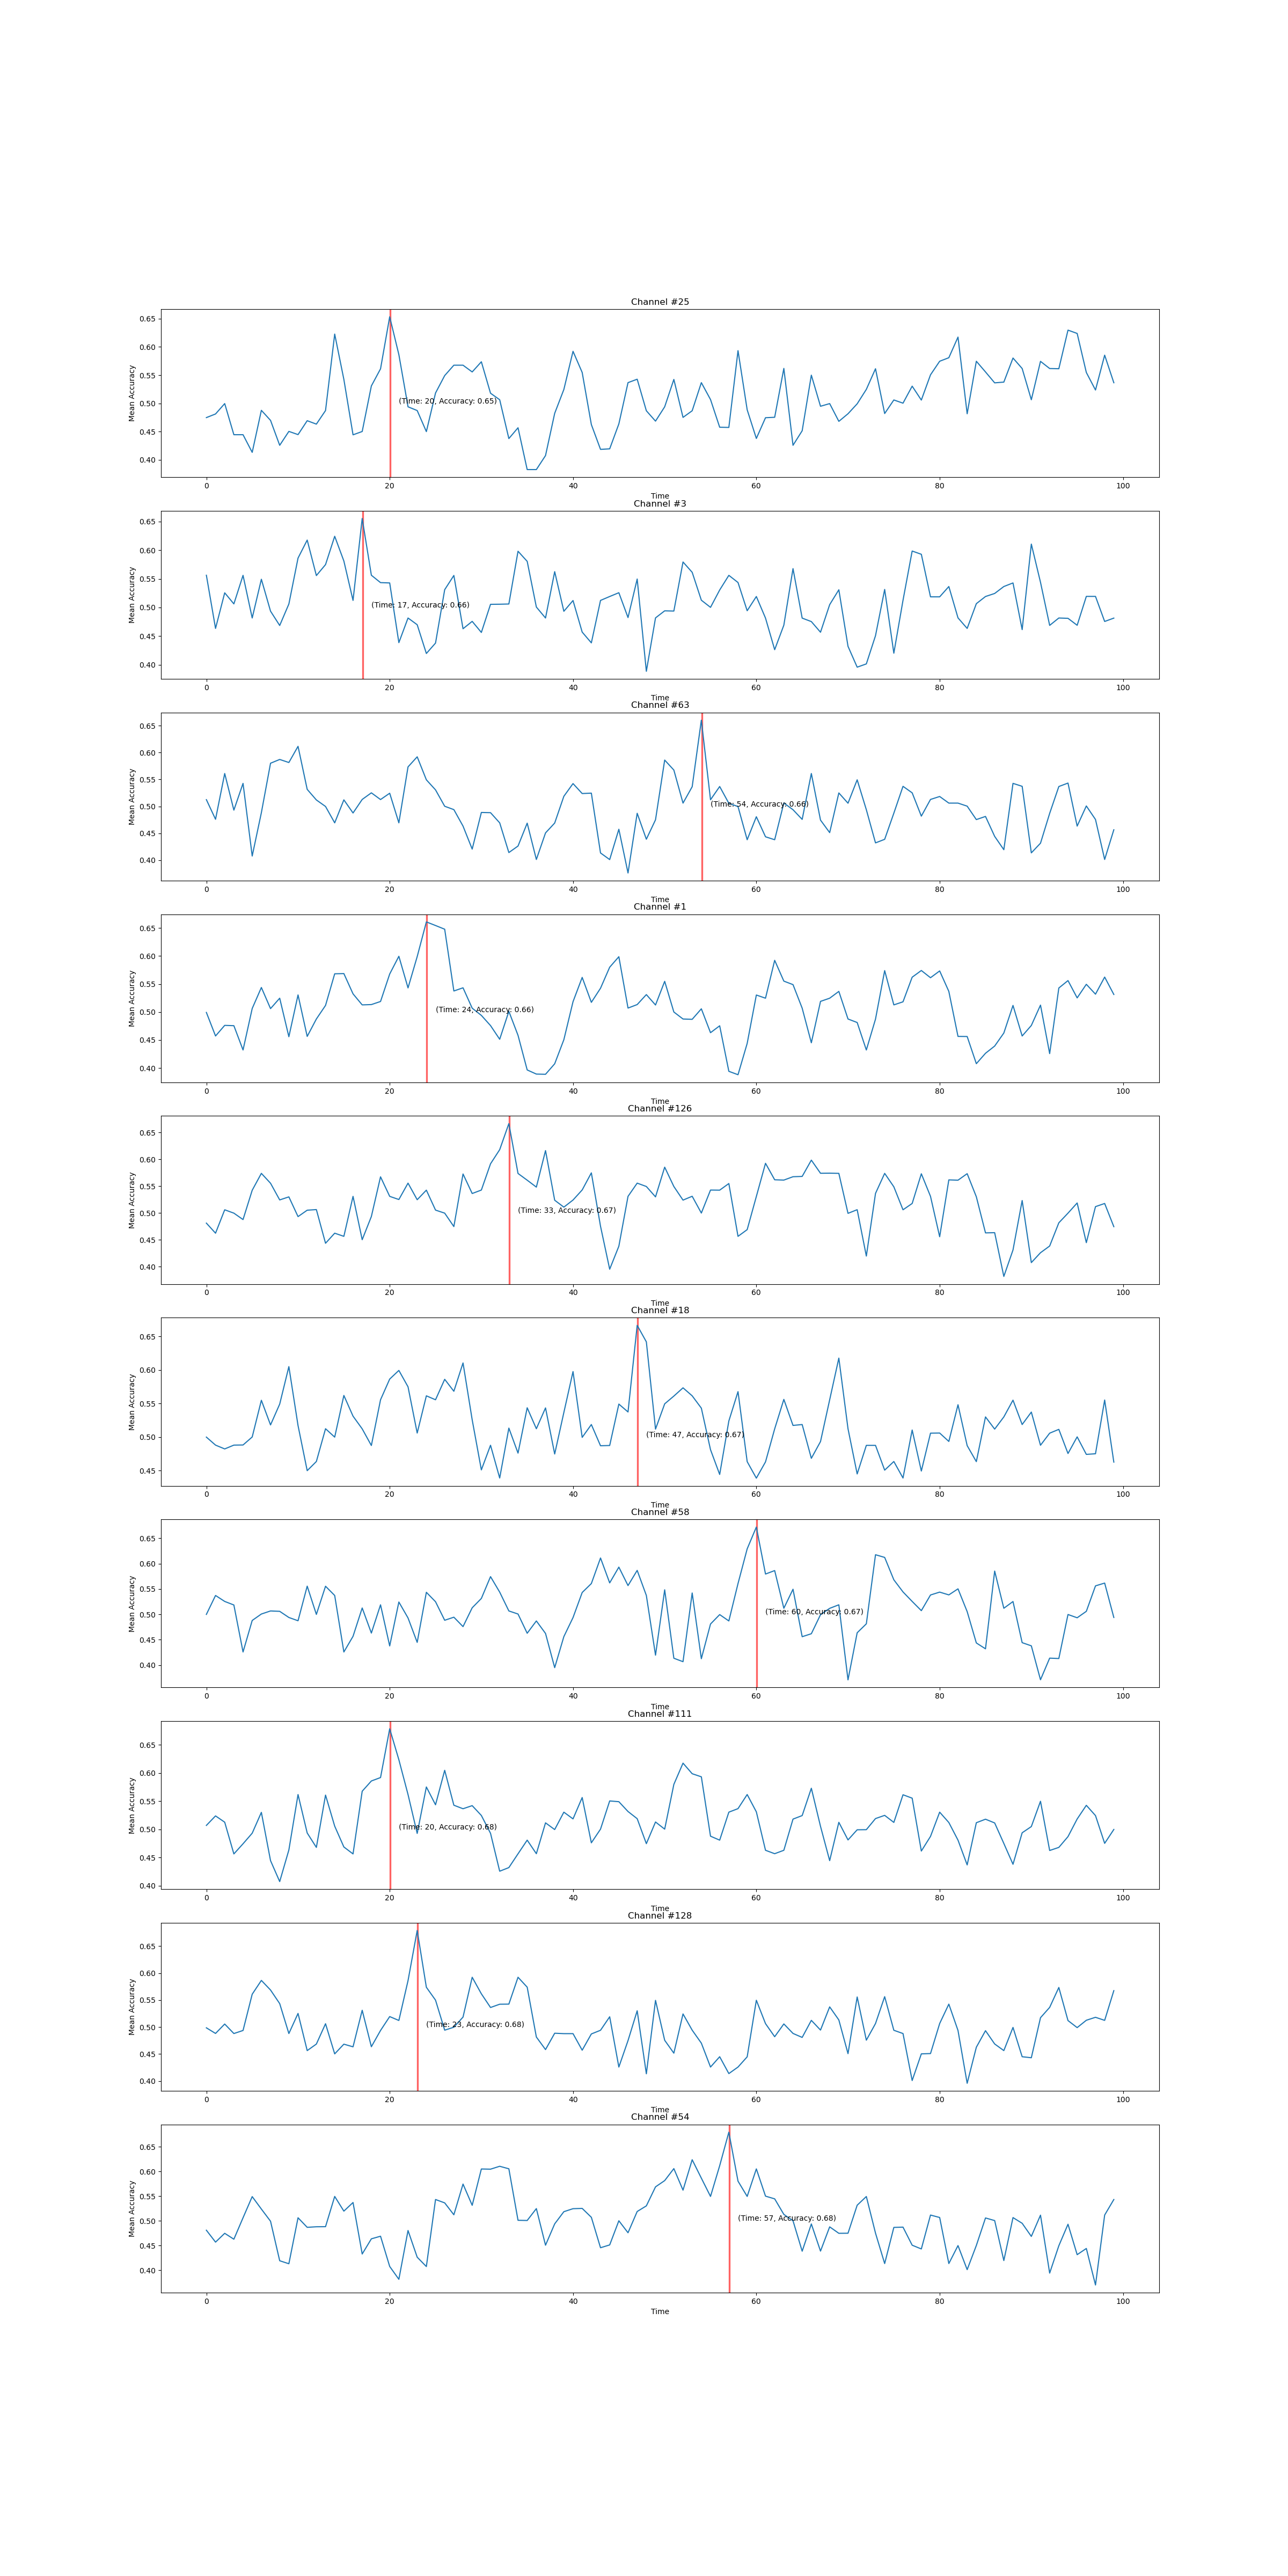 Channel #25
Mean Accuracy
0.65
0.60
0.55
0.50
0.45
0.40
(Time: 20, Accuracy: 0.65)
0 20 40 60 80 100
Time
Channel #3
Mean Accuracy
0.65
0.60
0.55
0.50
0.45
0.40
(Time: 17, Accuracy: 0.66)
0 20 40 60 80 100
Time
Channel #63
Mean Accuracy
0.65
0.60
0.55
0.50
0.45
0.40
(Time: 54, Accuracy: 0.66)
0 20 40 60 80 100
Time
Channel #1
Mean Accuracy
0.65
0.60
0.55
0.50
0.45
0.40
(Time: 24, Accuracy: 0.66)
0 20 40 60 80 100
Time
Channel #126
Mean Accuracy
0.65
0.60
0.55
0.50
0.45
0.40
(Time: 33, Accuracy: 0.67)
0 20 40 60 80 100
Time
Channel #18
Mean Accuracy
0.65
0.60
0.55
0.50
0.45
(Time: 47, Accuracy: 0.67)
0 20 40 60 80 100
Time
Channel #58
Mean Accuracy
0.65
0.60
0.55
0.50
0.45
0.40
(Time: 60, Accuracy: 0.67)
0 20 40 60 80 100
Time
Channel #111
Mean Accuracy
0.65
0.60
0.55
0.50
0.45
0.40
(Time: 20, Accuracy: 0.68)
0 20 40 60 80 100
Time
Channel #128
Mean Accuracy
0.65
0.60
0.55
0.50
0.45
0.40
(Time: 23, Accuracy: 0.68)
0 20 40 60 80 100
Time
Channel #54
Mean Accuracy
0.65
0.60
0.55
0.50
0.45
0.40
(Time: 57, Accuracy: 0.68)
0 20 40 60 80 100
Time